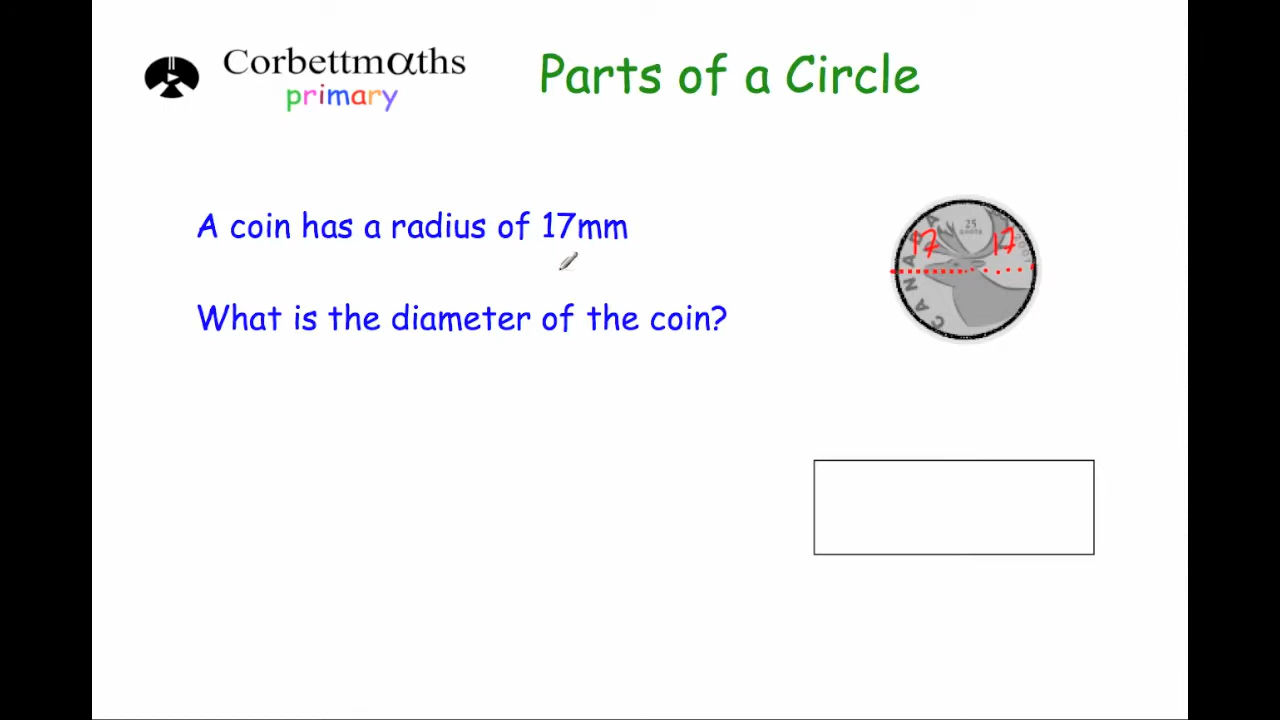 Corbettmαths
primary
Parts of a Circle
A coin has a radius of 17mm
What is the diameter of the coin?
25
CENTS
17
17
CANADA